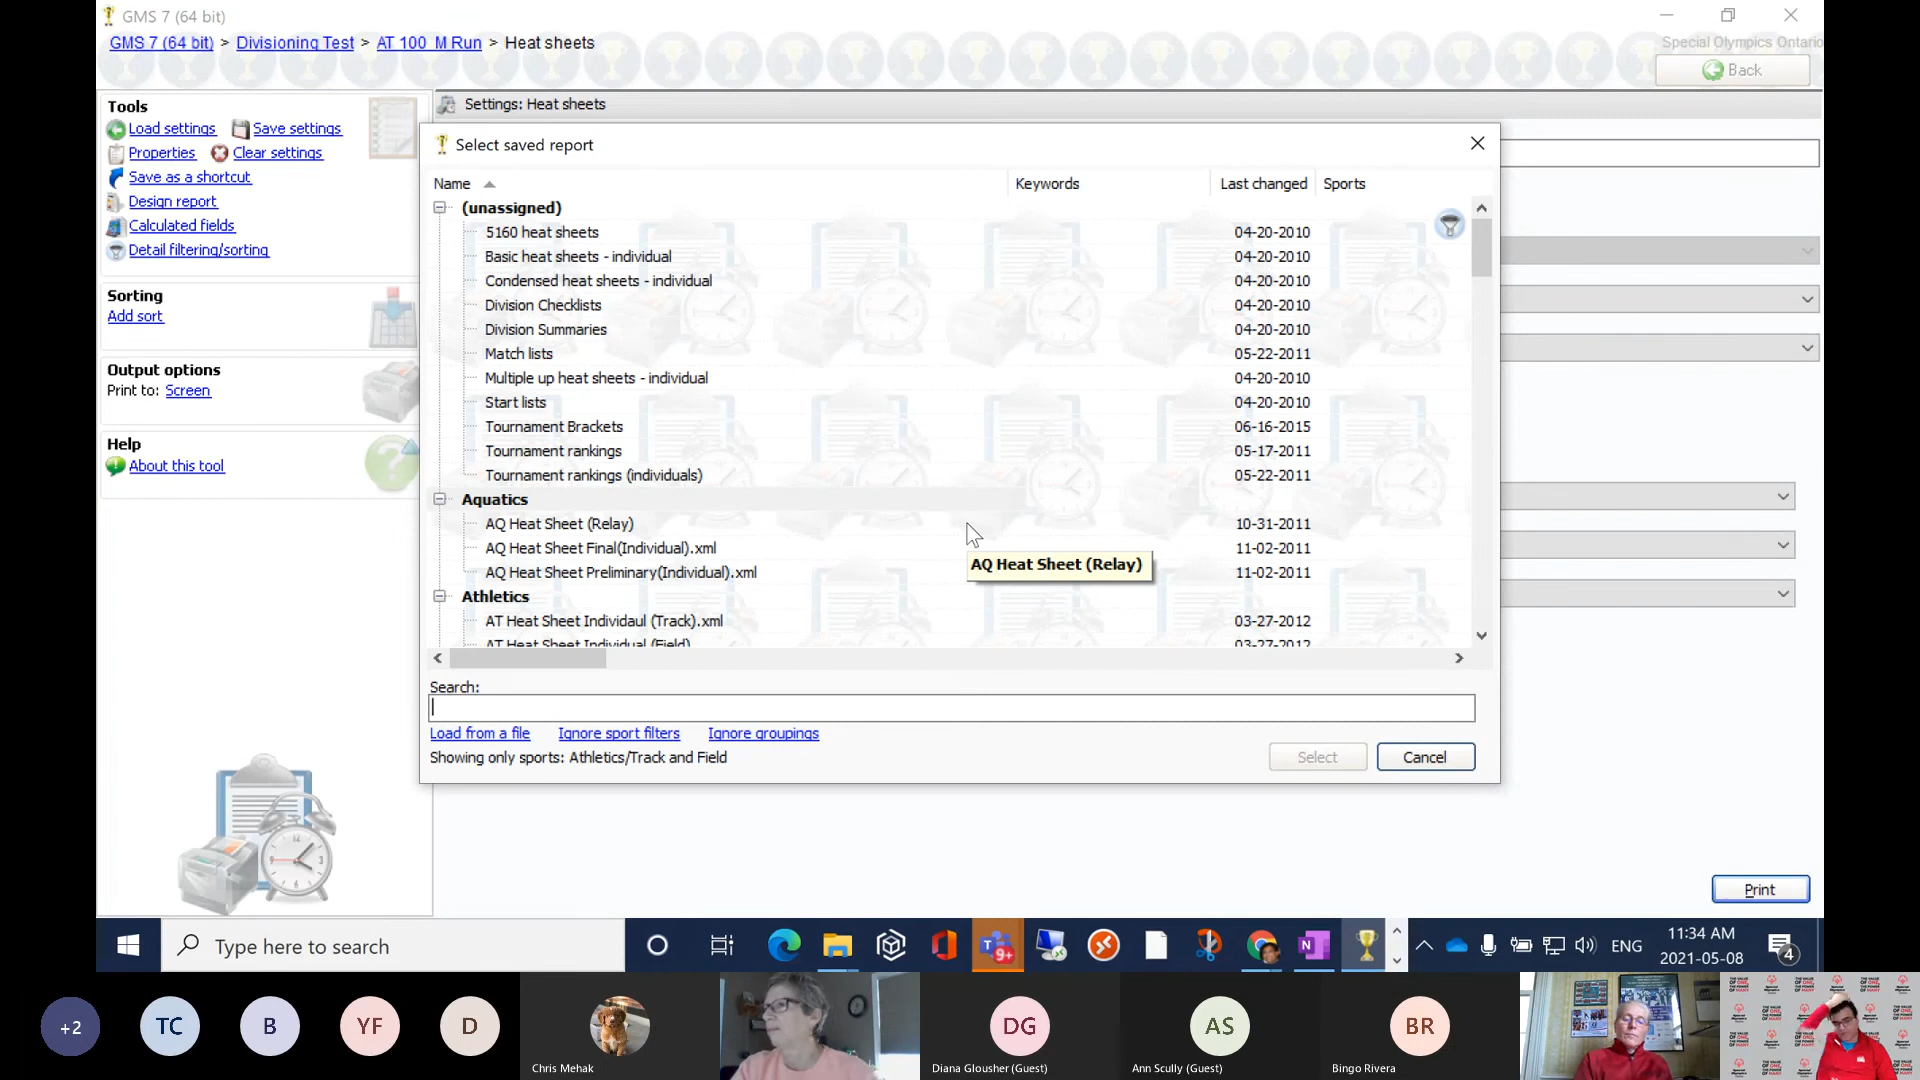 GMS 7 (64 bit)
GMS 7 (64 bit) > Divisioning Test > AT 100 M Run > Heat sheets
Special Olympics Ontario
Back
Tools
Load settings Save settings
Properties Clear settings
Save as a shortcut
Design report
Calculated fields
Detail filtering/sorting
Sorting
Add sort
Output options
Print to: Screen
Help
About this tool
Settings: Heat sheets
Select saved report
Name Keywords Last changed Sports
(unassigned)
5160 heat sheets 04-20-2010
Basic heat sheets - individual 04-20-2010
Condensed heat sheets - individual 04-20-2010
Division Checklists 04-20-2010
Division Summaries 04-20-2010
Match lists 05-22-2011
Multiple up heat sheets - individual 04-20-2010
Start lists 04-20-2010
Tournament Brackets 06-16-2015
Tournament rankings 05-17-2011
Tournament rankings (individuals) 05-22-2011
Aquatics
AQ Heat Sheet (Relay) 10-31-2011
AQ Heat Sheet Final(Individual).xml 11-02-2011
AQ Heat Sheet (Relay)
AQ Heat Sheet Preliminary(Individual).xml 11-02-2011
Athletics
AT Heat Sheet Individaul (Track).xml 03-27-2012
AT Heat Sheet Individual (Field) 03-27-2012
Search:
Load from a file Ignore sport filters Ignore groupings
Showing only sports: Athletics/Track and Field
Select Cancel
Print
Type here to search
9+
ENG
11:34 AM
2021-05-08
4
+2
TC
B
YF
D
DG
AS
BR
Chris Mehak
Diana Glousher (Guest)
Ann Scully (Guest)
Bingo Rivera